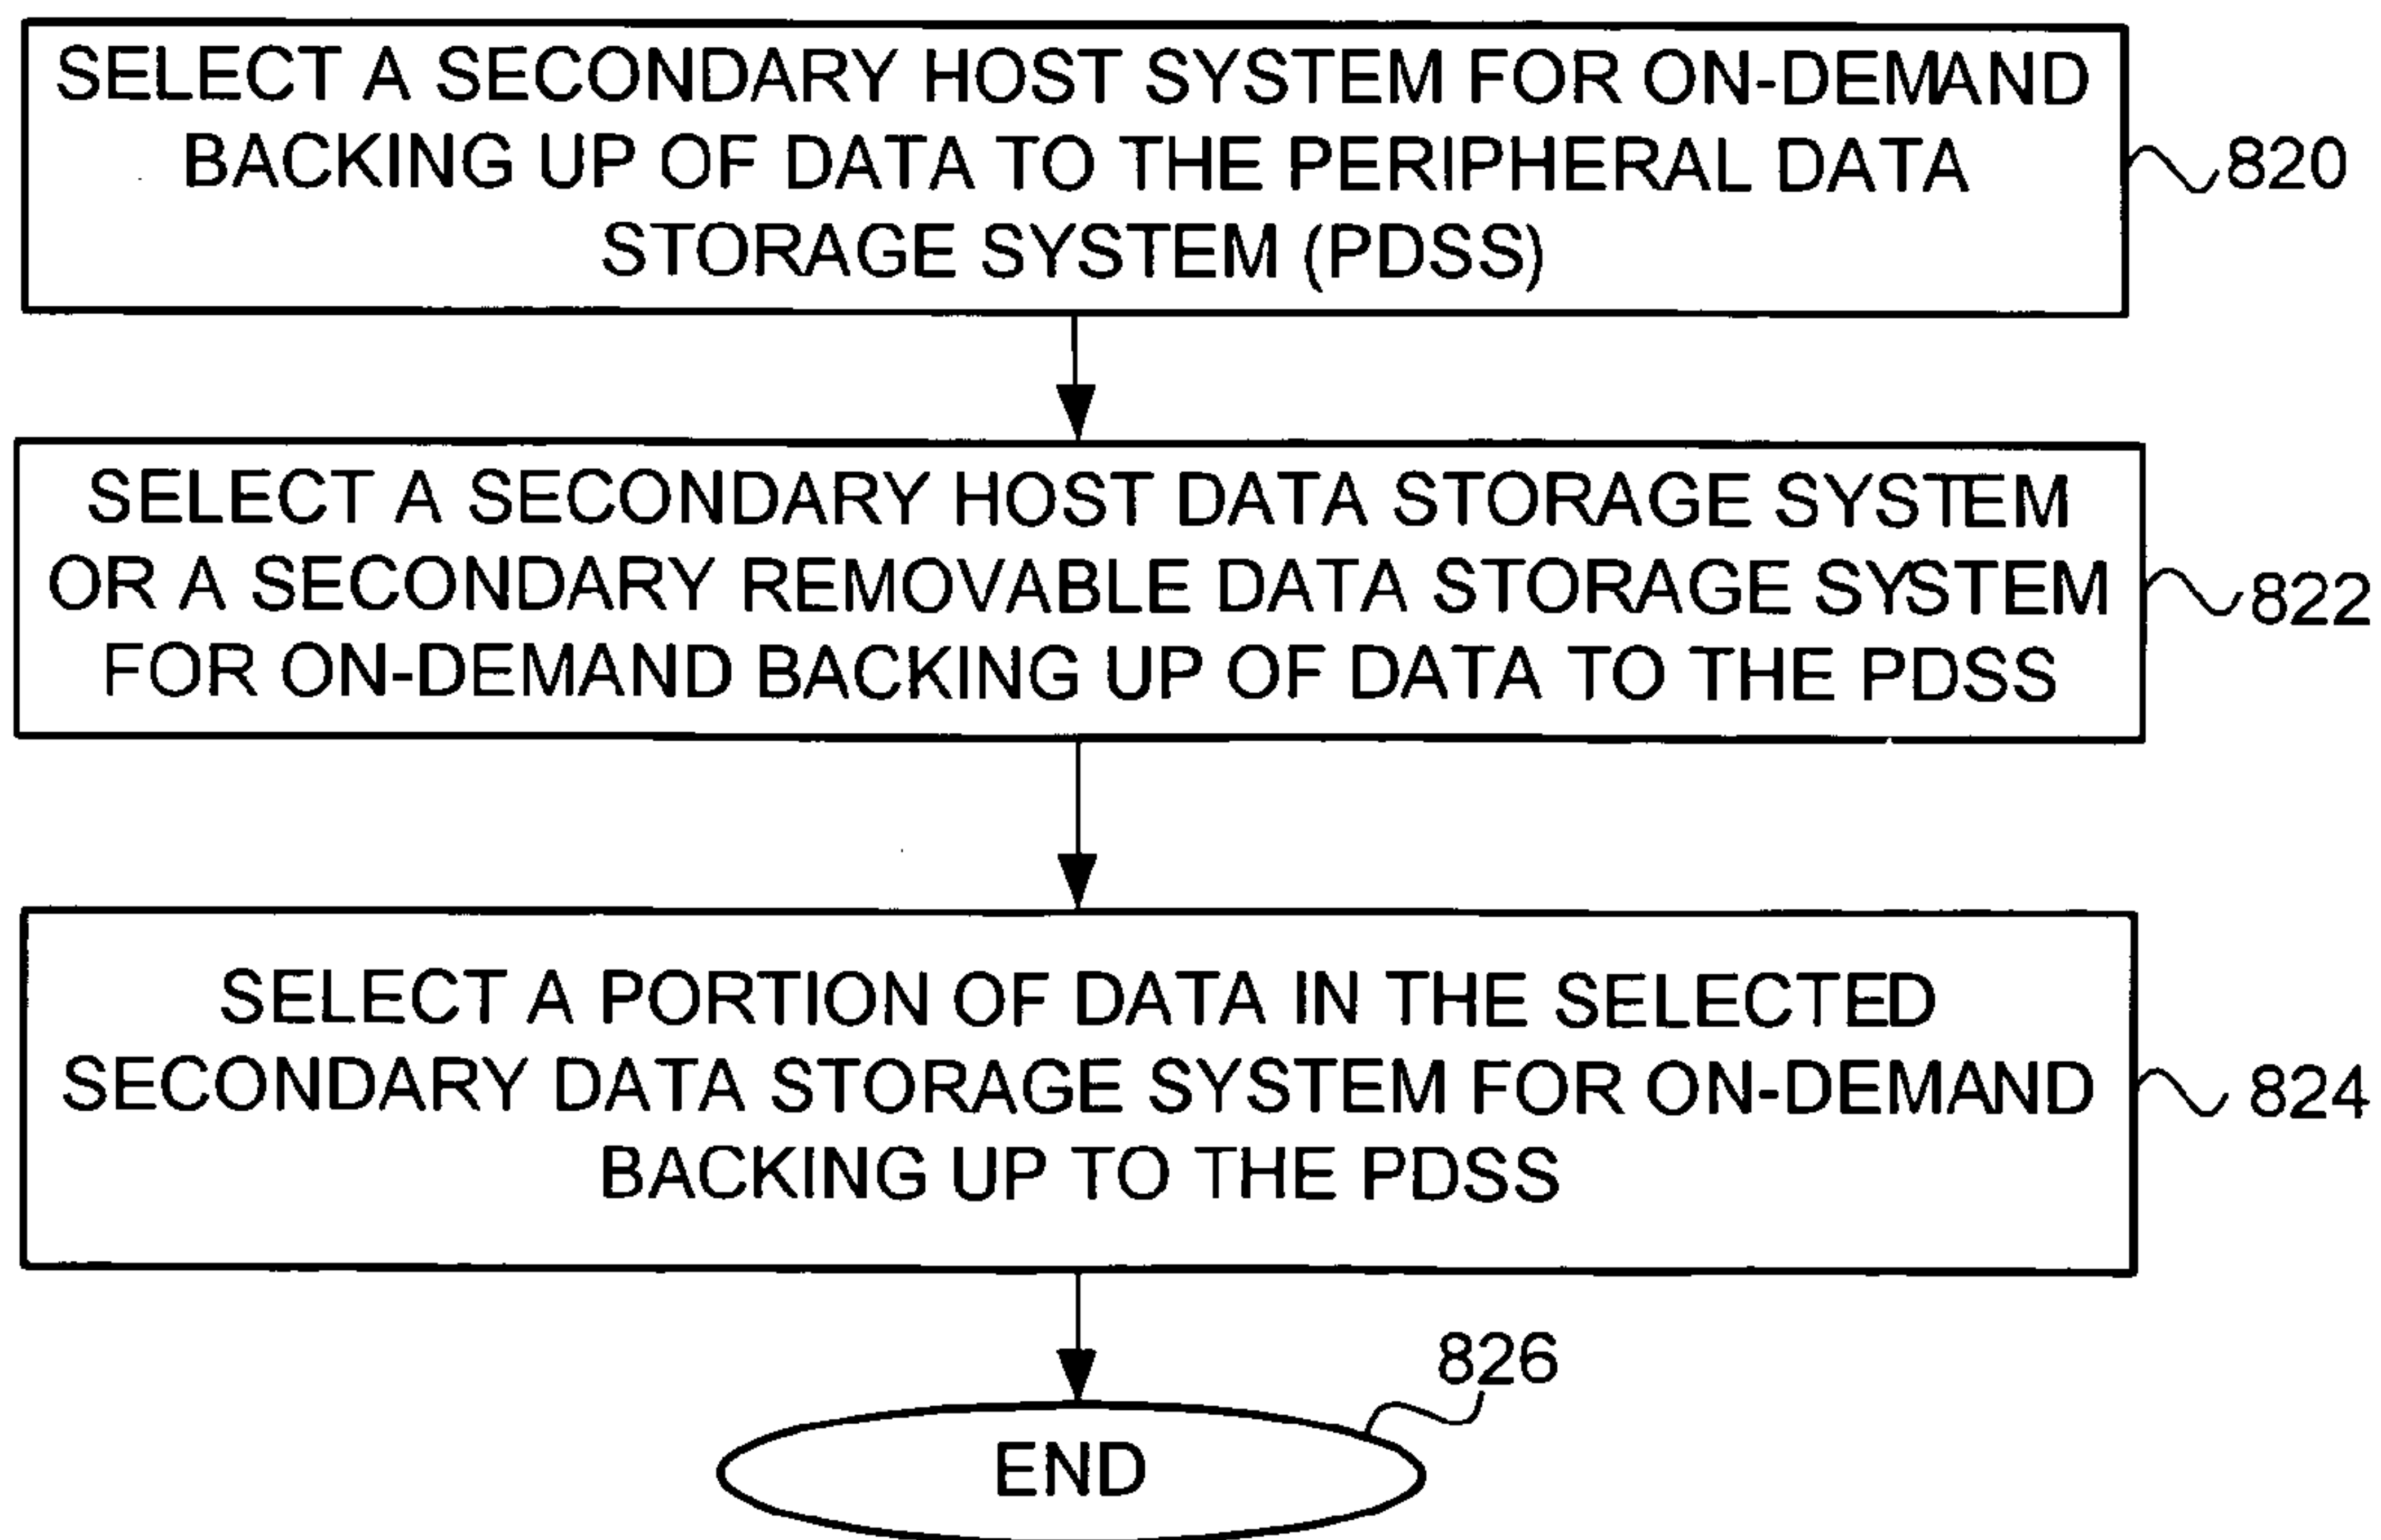 SELECT A SECONDARY HOST SYSTEM FOR ON-DEMAND
BACKING UP OF DATA TO THE PERIPHERAL DATA
STORAGE SYSTEM (PDSS)
820
SELECT A SECONDARY HOST DATA STORAGE SYSTEM
OR A SECONDARY REMOVABLE DATA STORAGE SYSTEM
FOR ON-DEMAND BACKING UP OF DATA TO THE PDSS
822
SELECT A PORTION OF DATA IN THE SELECTED
SECONDARY DATA STORAGE SYSTEM FOR ON-DEMAND
BACKING UP TO THE PDSS
824
826
END